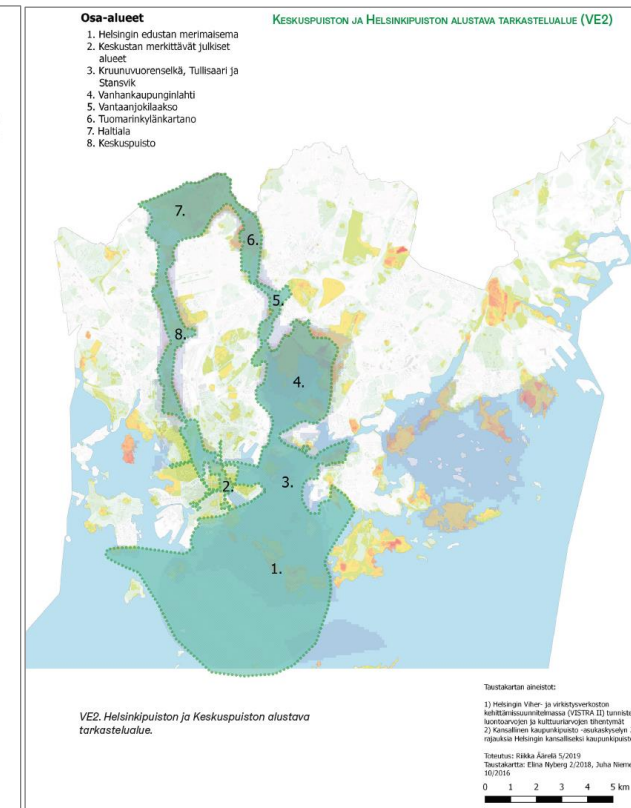 KESKUSPUISTON JA HELSINKIPUISTON ALUSTAVA TARKASTELUALUE (VE2)
Osa-alueet
1. Helsingin edustan merimaisema
2. Keskustan merkittävät julkiset
alueet
3. Kruunuvuorenselkä, Tullisaari ja
Stansvik
4. Vanhankaupunginlahti
5. Vantaanjokilaakso
6. Tuomarinkylänkartano
7. Haltiala
8. Keskuspuisto
7.
6.
5.
8.
4.
3.
2.
1.
VE2. Helsinkipuiston ja Keskuspuiston alustava
tarkastelualue.
Taustakartan aineistot:
1) Helsingin Viher- ja virkistysverkoston
kehittämissuunnitelmassa (VISTRA II)
luontoarvojen ja kulttuuriarvojen tihentymät
2) Kansallinen kaupunkipuisto -asukaskyselyn
rajauksia Helsingin kansalliseksi
Toteutus: Riikka Äärelä 5/2019
Taustakartta: Elina Nyberg 2/2018, Juha
10/2016
0 1 2 3 4 5 km